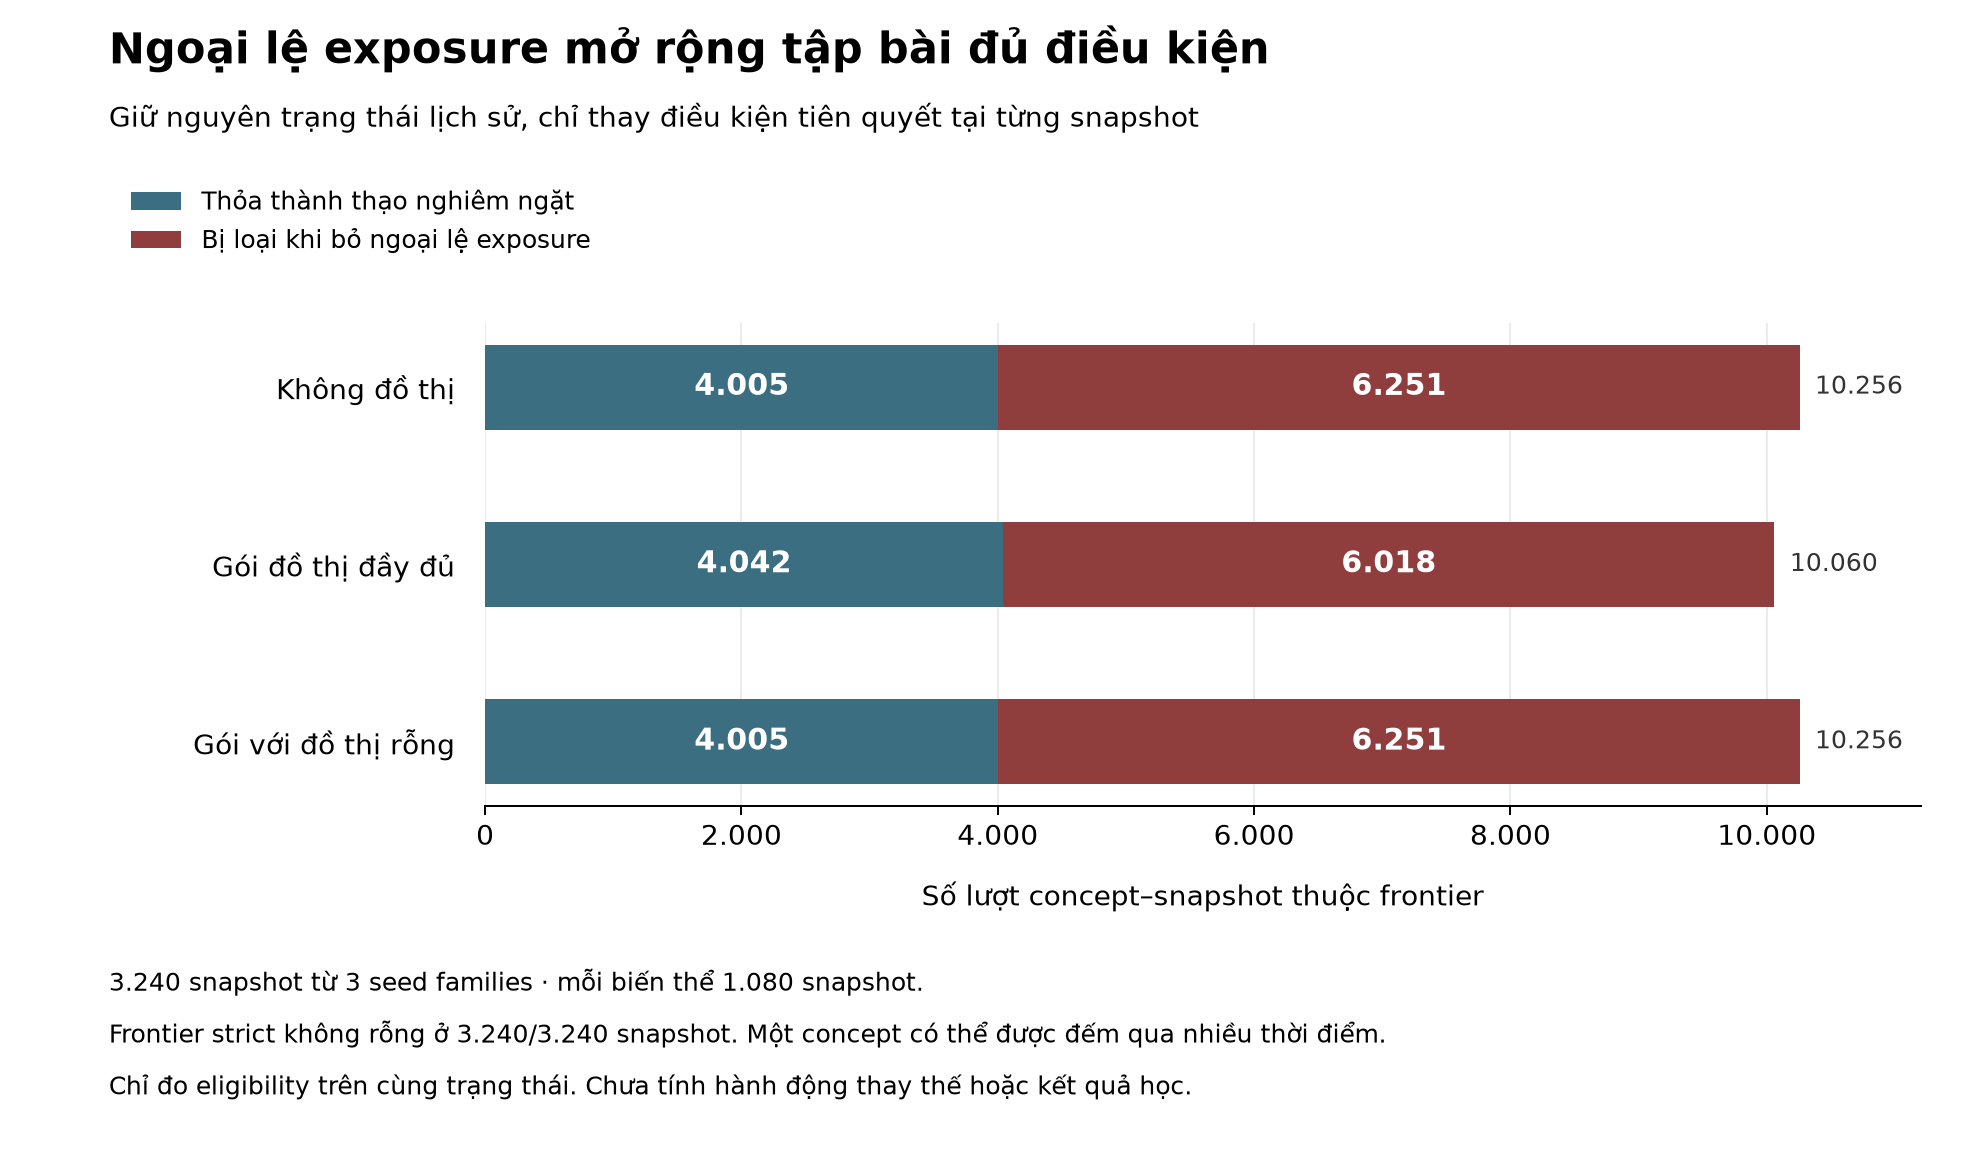 Ngoại lệ exposure mở rộng tập bài đủ điều kiện
Giữ nguyên trạng thái lịch sử, chỉ thay điều kiện tiên quyết tại từng snapshot
Thỏa thành thạo nghiêm ngặt
Bị loại khi bỏ ngoại lệ exposure
Không đồ thị 4.005 6.251 10.256
Gói đồ thị đầy đủ 4.042 6.018 10.060
Gói với đồ thị rỗng 4.005 6.251 10.256
0 2.000 4.000 6.000 8.000 10.000
Số lượt concept–snapshot thuộc frontier
3.240 snapshot từ 3 seed families · mỗi biến thể 1.080 snapshot.
Frontier strict không rỗng ở 3.240/3.240 snapshot. Một concept có thể được đếm qua nhiều thời điểm.
Chỉ đo eligibility trên cùng trạng thái. Chưa tính hành động thay thế hoặc kết quả học.